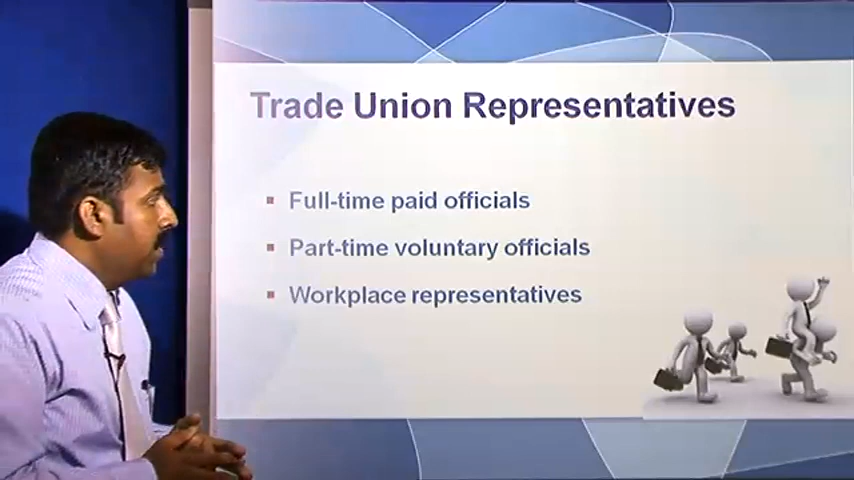 Trade Union Representatives
Full-time paid officials
Part-time voluntary officials
Workplace representatives